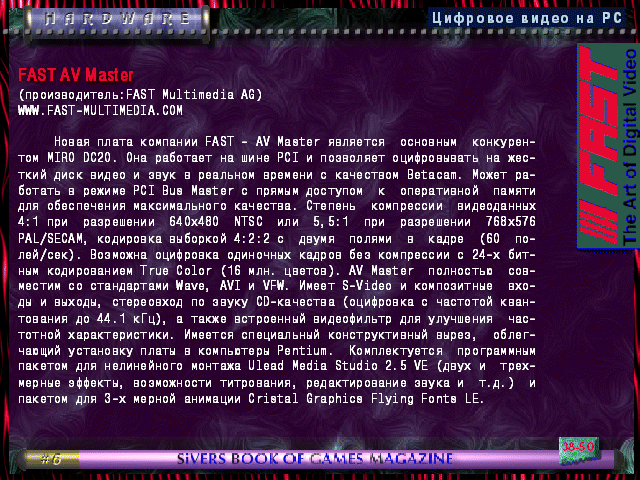 HARDWARE
Цифровое видео на PC
FAST AV Master
(производитель:FAST Multimedia AG)
WWW.FAST-MULTIMEDIA.COM
Новая плата компании FAST - AV Master является основным конкурен-
том MIRO DC20. Она работает на шине PCI и позволяет оцифровывать на жес-
ткий диск видео и звук в реальном времени с качеством Betacam. Может ра-
ботать в режиме PCI Bus Master с прямым доступом к оперативной памяти
для обеспечения максимального качества. Степень компрессии видеоданных
4:1 при разрешении 640x480 NTSC или 5,5:1 при разрешении 768x576
PAL/SECAM, кодировка выборкой 4:2:2 с двумя полями в кадре (60 по-
лей/сек). Возможна оцифровка одиночных кадров без компрессии с 24-х бит-
ным кодированием True Color (16 млн. цветов). AV Master полностью сов-
местим со стандартами Wave, AVI и VFW. Имеет S-Video и композитные вхо-
ды и выходы, стереовход по звуку CD-качества (оцифровка с частотой кван-
тования до 44.1 кГц), а также встроенный видеофильтр для улучшения час-
тотной характеристики. Имеется специальный конструктивный вырез, облег-
чающий установку платы в компьютеры Pentium. Комплектуется программным
пакетом для нелинейного монтажа Ulead Media Studio 2.5 VE (двух и трех-
мерные эффекты, возможности титрования, редактирование звука и т.д.) и
пакетом для 3-х мерной анимации Cristal Graphics Flying Fonts LE.
FAST
The Art of Digital Video
#6
SIVERS BOOK OF GAMES MAGAZINE
38-50